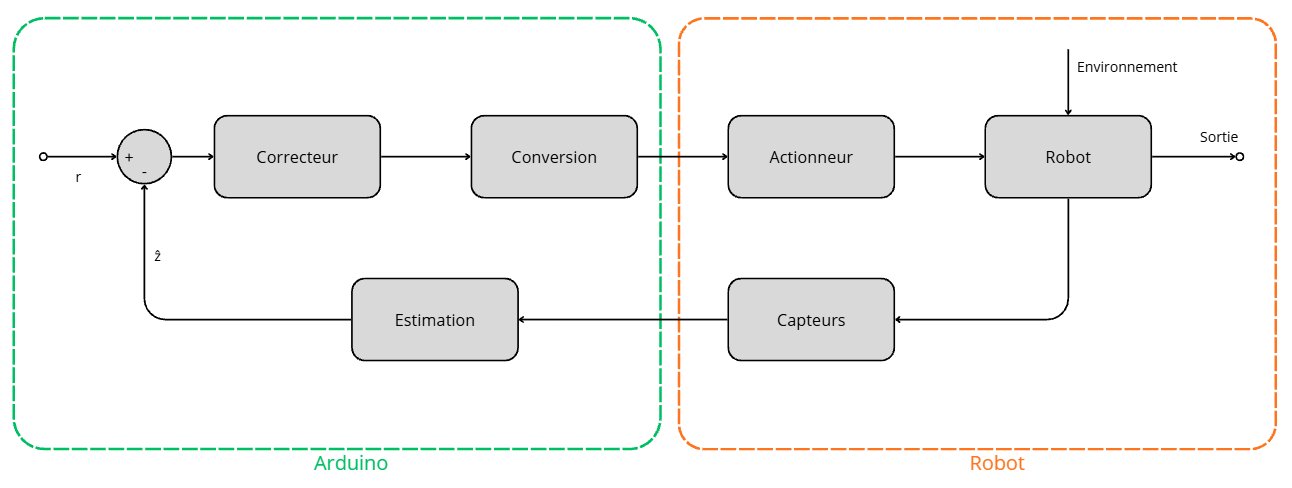 Environnement
Sortie
+
-
Correcteur
Conversion
Actionneur
Robot
r
ẑ
Estimation
Capteurs
Arduino
Robot